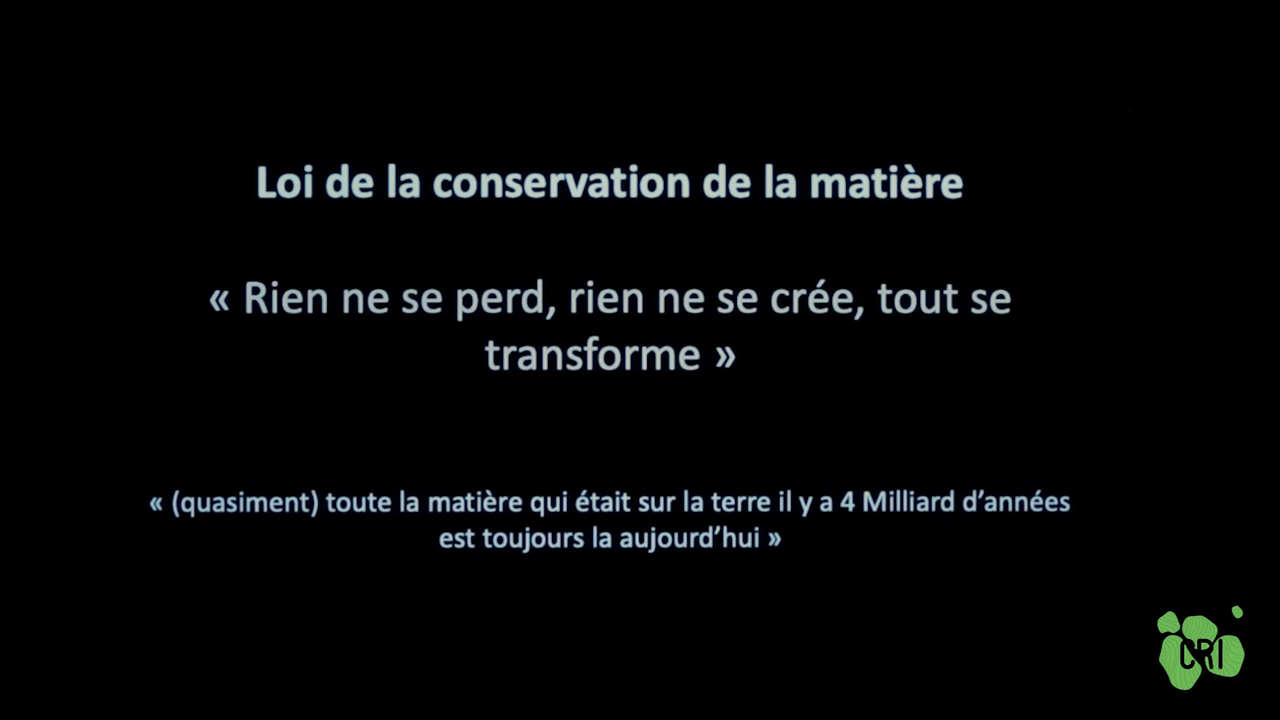 Loi de la conservation de la matière
« Rien ne se perd, rien ne se crée, tout se
transforme »
« (quasiment) toute la matière qui était sur la terre il y a 4 Milliard d’années
est toujours la aujourd’hui »
CRI